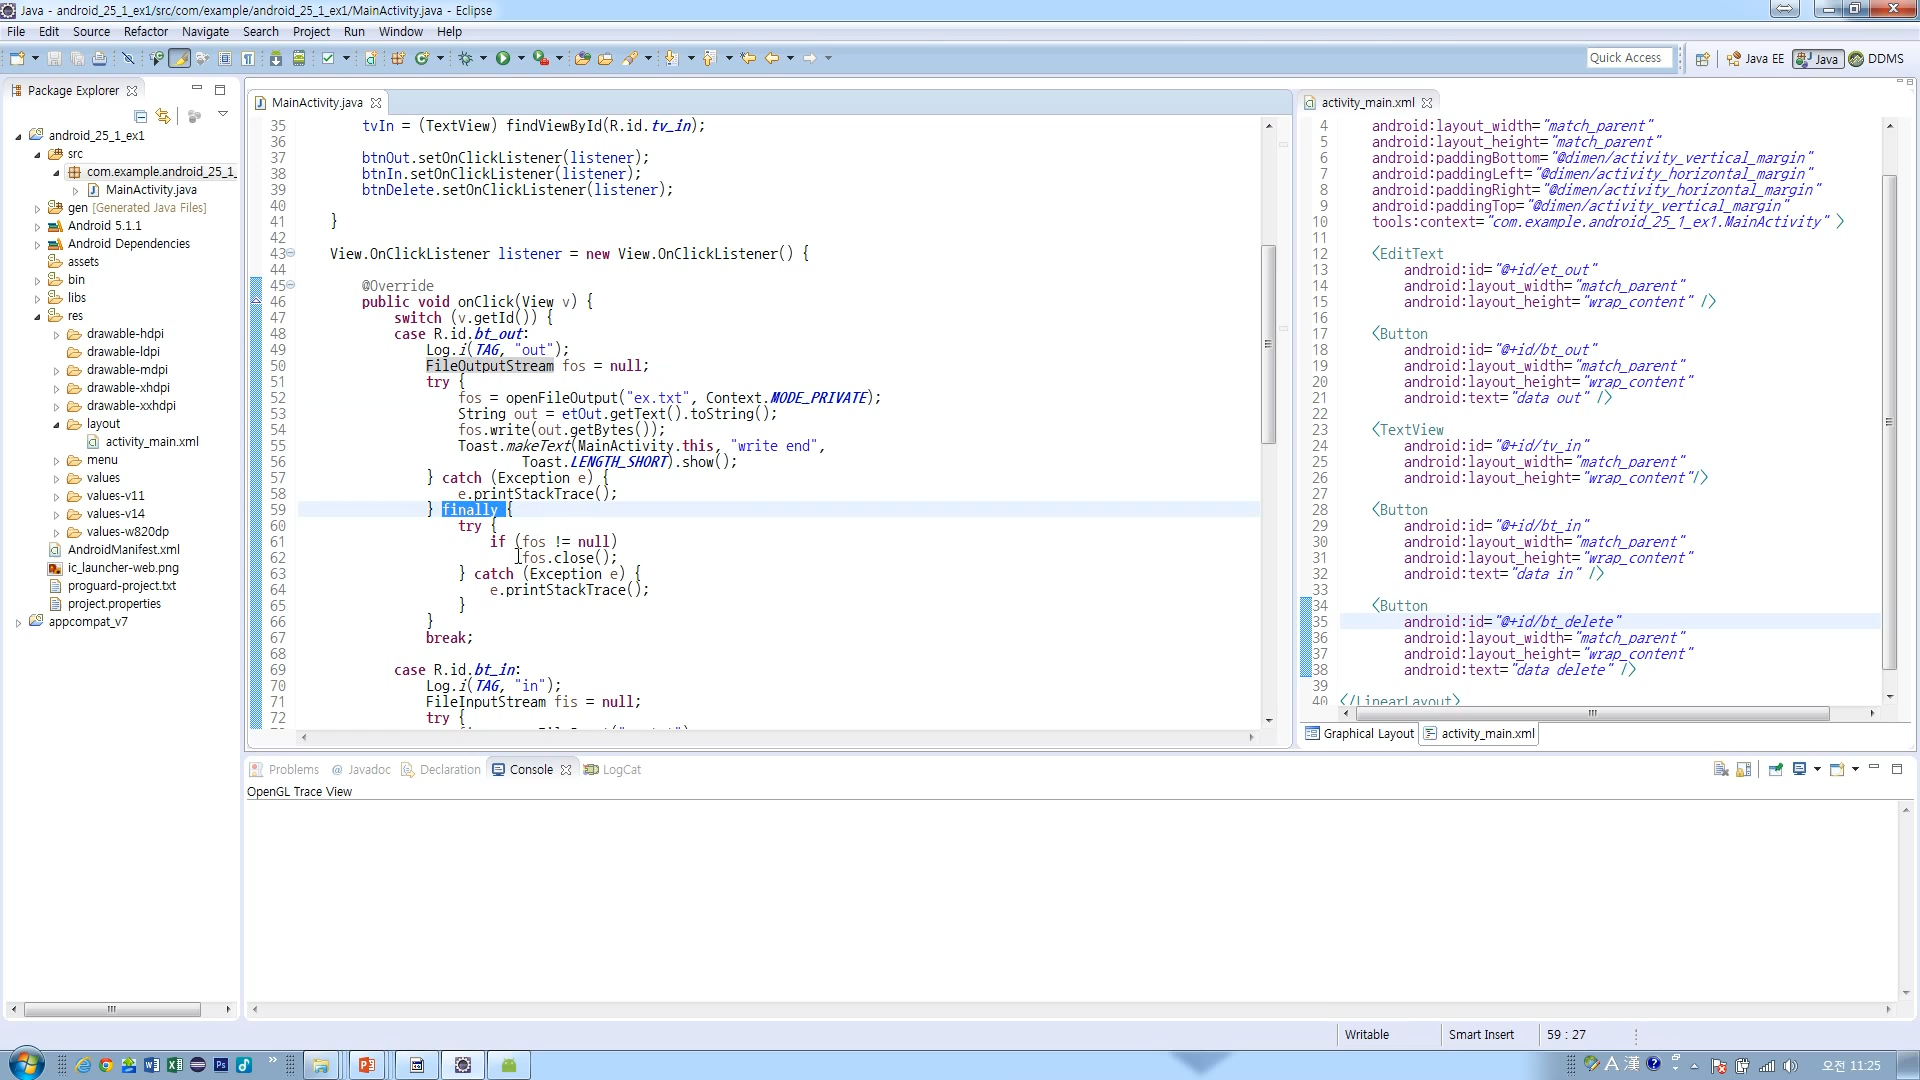 Java - android_25_1_ex1/src/com/example/android_25_1_ex1/MainActivity.java - Eclipse
File Edit Source Refactor Navigate Search Project Run Window Help
Quick Access
Java EE
Java
DDMS
Package Explorer
android_25_1_ex1
src
com.example.android_25_1_
MainActivity.java
gen [Generated Java Files]
Android 5.1.1
Android Dependencies
assets
bin
libs
res
drawable-hdpi
drawable-ldpi
drawable-mdpi
drawable-xhdpi
drawable-xxhdpi
layout
activity_main.xml
menu
values
values-v11
values-v14
values-w820dp
AndroidManifest.xml
ic_launcher-web.png
proguard-project.txt
project.properties
appcompat_v7
MainActivity.java
35 tvIn = (TextView) findViewById(R.id.tv_in);
36
37 btnOut.setOnClickListener(listener);
38 btnIn.setOnClickListener(listener);
39 btnDelete.setOnClickListener(listener);
40
41 }
42
43 View.OnClickListener listener = new View.OnClickListener() {
44
45 @Override
46 public void onClick(View v) {
47 switch (v.getId()) {
48 case R.id.bt_out:
49 Log.i(TAG, "out");
50 FileOutputStream fos = null;
51 try {
52 fos = openFileOutput("ex.txt", Context.MODE_PRIVATE);
53 String out = etOut.getText().toString();
54 fos.write(out.getBytes());
55 Toast.makeText(MainActivity.this, "write end",
56 Toast.LENGTH_SHORT).show();
57 } catch (Exception e) {
58 e.printStackTrace();
59 } finally {
60 try {
61 if (fos != null)
62 fos.close();
63 } catch (Exception e) {
64 e.printStackTrace();
65 }
66 }
67 break;
68
69 case R.id.bt_in:
70 Log.i(TAG, "in");
71 FileInputStream fis = null;
72 try {
activity_main.xml
4 android:layout_width="match_parent"
5 android:layout_height="match_parent"
6 android:paddingBottom="@dimen/activity_vertical_margin"
7 android:paddingLeft="@dimen/activity_horizontal_margin"
8 android:paddingRight="@dimen/activity_horizontal_margin"
9 android:paddingTop="@dimen/activity_vertical_margin"
10 tools:context="com.example.android_25_1_ex1.MainActivity" >
11
12 <EditText
13 android:id="@+id/et_out"
14 android:layout_width="match_parent"
15 android:layout_height="wrap_content" />
16
17 <Button
18 android:id="@+id/bt_out"
19 android:layout_width="match_parent"
20 android:layout_height="wrap_content"
21 android:text="data out" />
22
23 <TextView
24 android:id="@+id/tv_in"
25 android:layout_width="match_parent"
26 android:layout_height="wrap_content"/>
27
28 <Button
29 android:id="@+id/bt_in"
30 android:layout_width="match_parent"
31 android:layout_height="wrap_content"
32 android:text="data in" />
33
34 <Button
35 android:id="@+id/bt_delete"
36 android:layout_width="match_parent"
37 android:layout_height="wrap_content"
38 android:text="data delete" />
39
40 </LinearLayout>
Graphical Layout activity_main.xml
Problems @ Javadoc Declaration Console LogCat
OpenGL Trace View
Writable Smart Insert 59 : 27
A 漢 오전 11:25